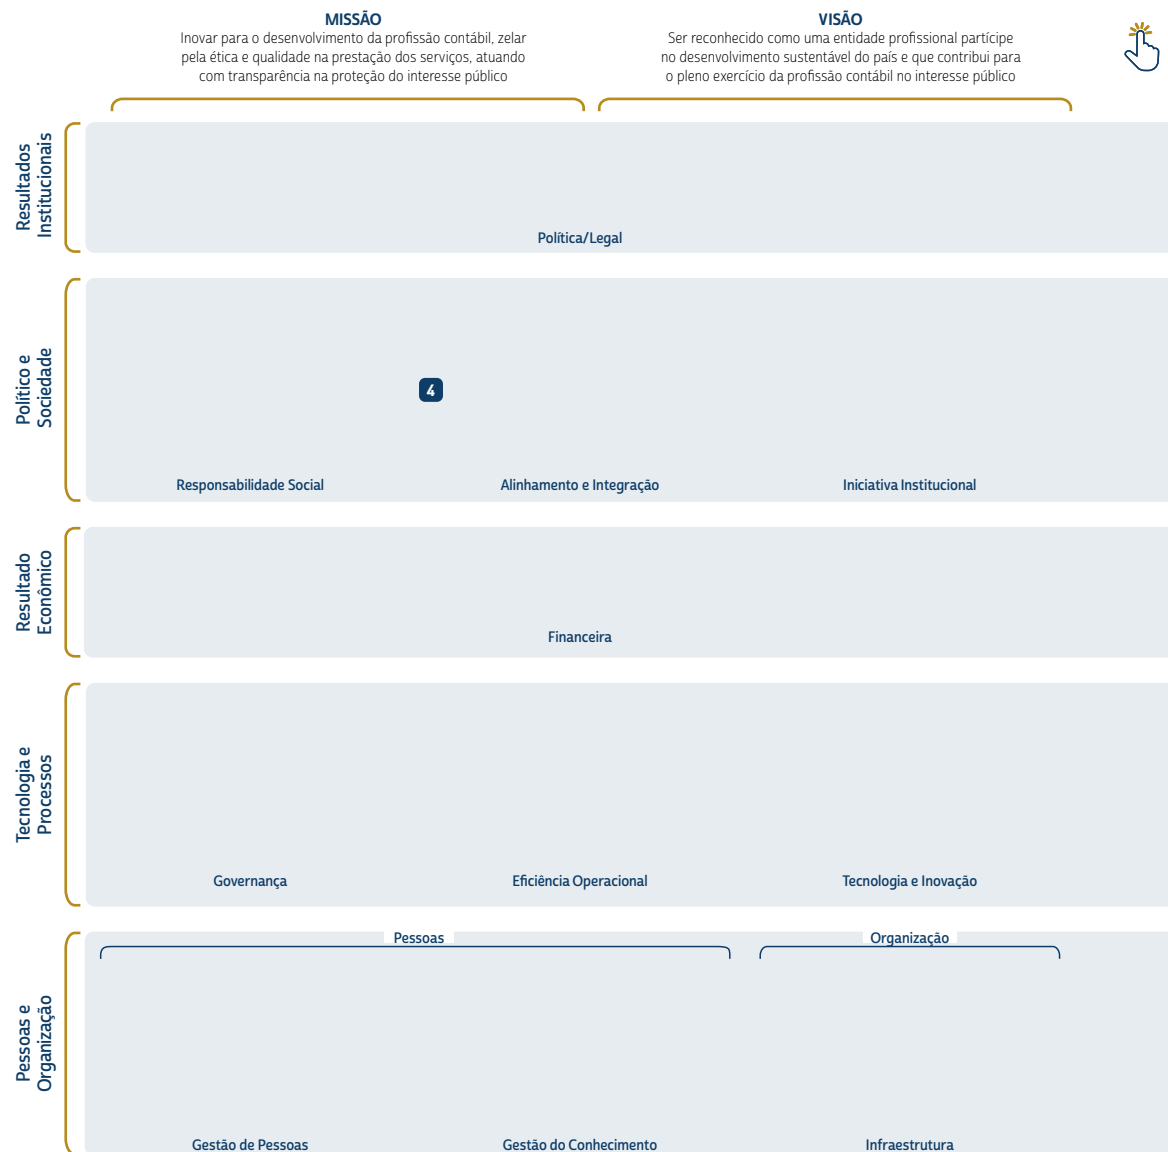 MISSÃO
Inovar para o desenvolvimento da profissão contábil, zelar
pela ética e qualidade na prestação dos serviços, atuando
com transparência na proteção do interesse público
VISÃO
Ser reconhecido como uma entidade profissional partícipe
no desenvolvimento sustentável do país e que contribui para
o pleno exercício da profissão contábil no interesse público
Resultados
Institucionais
Política/Legal
Político e
Sociedade
4
Responsabilidade Social
Alinhamento e Integração
Iniciativa Institucional
Resultado
Econômico
Financeira
Tecnologia e
Processos
Governança
Eficiência Operacional
Tecnologia e Inovação
Pessoas e
Organização
Pessoas
Organização
Gestão de Pessoas
Gestão do Conhecimento
Infraestrutura